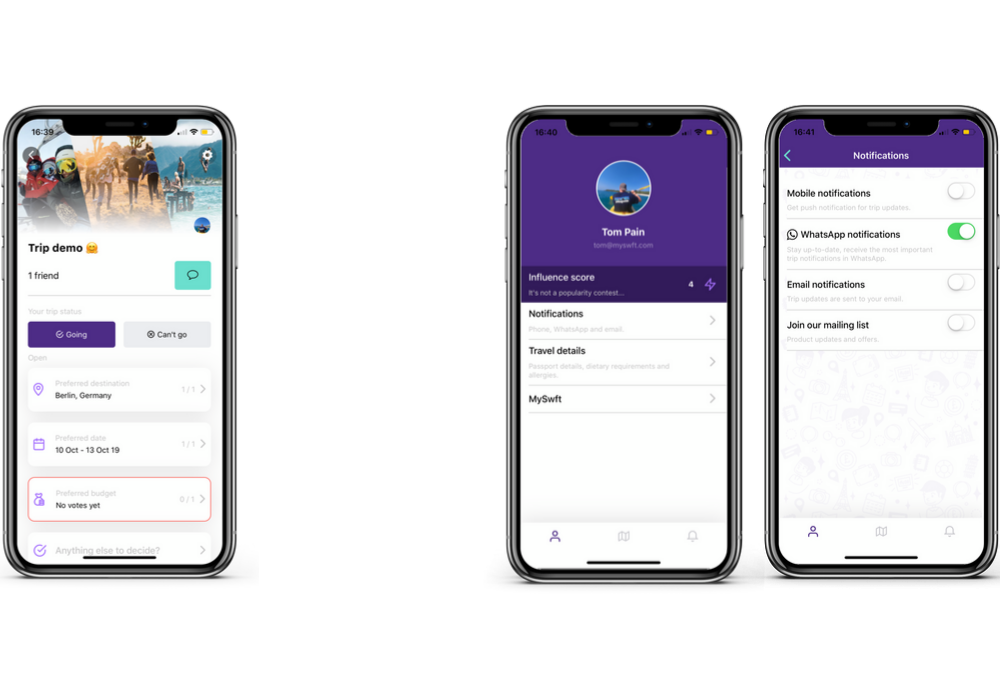 16:39
Trip demo 🤗
1 friend
Your trip status
Going
Can't go
Open
Preferred destination
Berlin, Germany
1 / 1
Preferred date
10 Oct - 13 Oct 19
1 / 1
Preferred budget
No votes yet
0 / 1
Anything else to decide?
16:40
Tom Pain
tom@myswft.com
Influence score
It's not a popularity contest...
4
Notifications
Phone, WhatsApp and email.
Travel details
Passport details, dietary requirements and
allergies.
MySwft
16:41
Notifications
Mobile notifications
Get push notification for trip updates.
WhatsApp notifications
Stay up-to-date, receive the most important
trip notifications in WhatsApp.
Email notifications
Trip updates are sent to your email.
Join our mailing list
Product updates and offers.